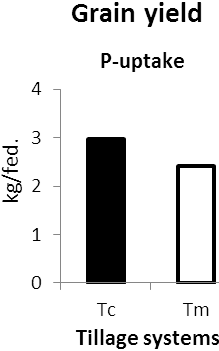 Grain yield
P-uptake
kg/fed.
4
3
2
1
0
Tc Tm
Tillage systems